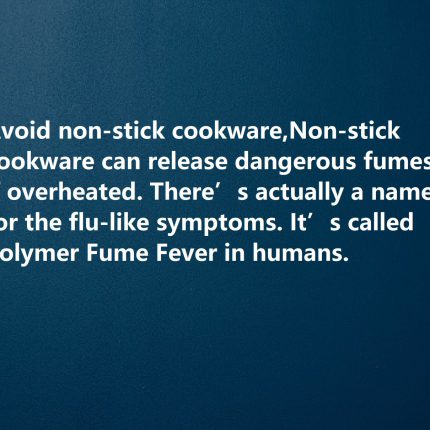 void non-stick cookware,Non-stick
ookware can release dangerous fumes
overheated. There’s actually a name
or the flu-like symptoms. It’s called
olymer Fume Fever in humans.